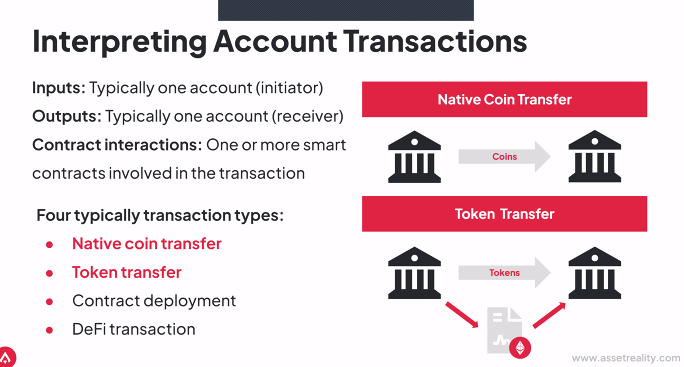 Interpreting Account Transactions
Inputs: Typically one account (initiator)
Outputs: Typically one account (receiver)
Contract interactions: One or more smart
contracts involved in the transaction
Four typically transaction types:
● Native coin transfer
● Token transfer
● Contract deployment
● DeFi transaction
Native Coin Transfer
Coins
Token Transfer
Tokens
www.assetreality.com